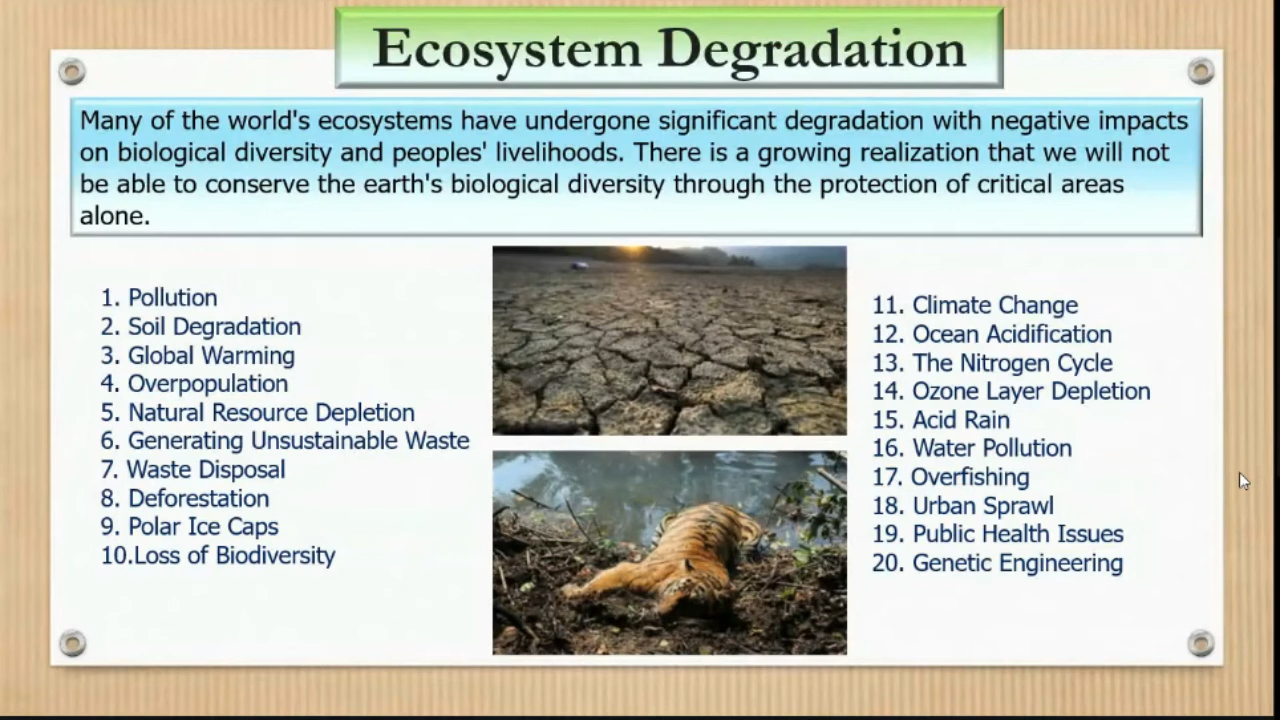 Ecosystem Degradation
Many of the world's ecosystems have undergone significant degradation with negative impacts
on biological diversity and peoples' livelihoods. There is a growing realization that we will not
be able to conserve the earth's biological diversity through the protection of critical areas
alone.
1. Pollution
2. Soil Degradation
3. Global Warming
4. Overpopulation
5. Natural Resource Depletion
6. Generating Unsustainable Waste
7. Waste Disposal
8. Deforestation
9. Polar Ice Caps
10.Loss of Biodiversity
11. Climate Change
12. Ocean Acidification
13. The Nitrogen Cycle
14. Ozone Layer Depletion
15. Acid Rain
16. Water Pollution
17. Overfishing
18. Urban Sprawl
19. Public Health Issues
20. Genetic Engineering